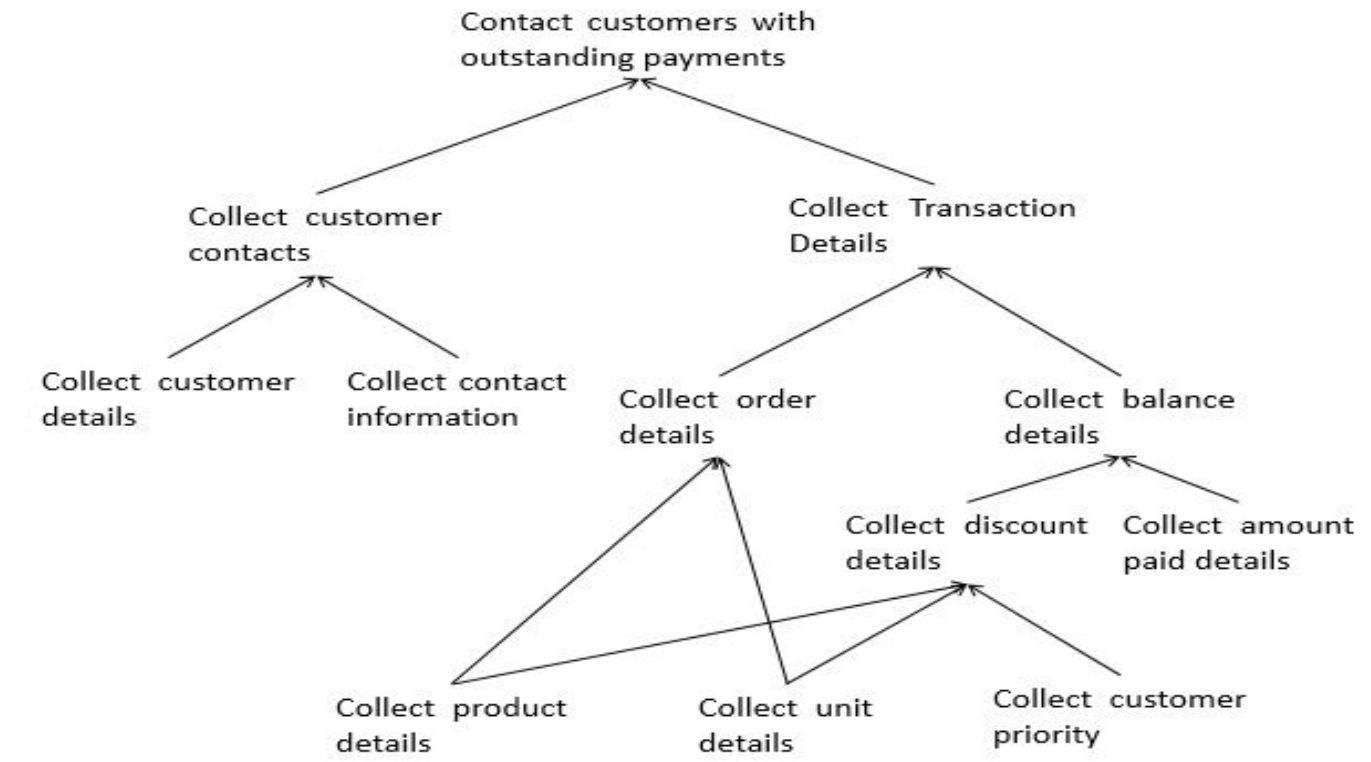 Contact customers with
outstanding payments
Collect customer
contacts
Collect Transaction
Details
Collect customer
details
Collect contact
information
Collect order
details
Collect balance
details
Collect discount
details
Collect amount
paid details
Collect product
details
Collect unit
details
Collect customer
priority